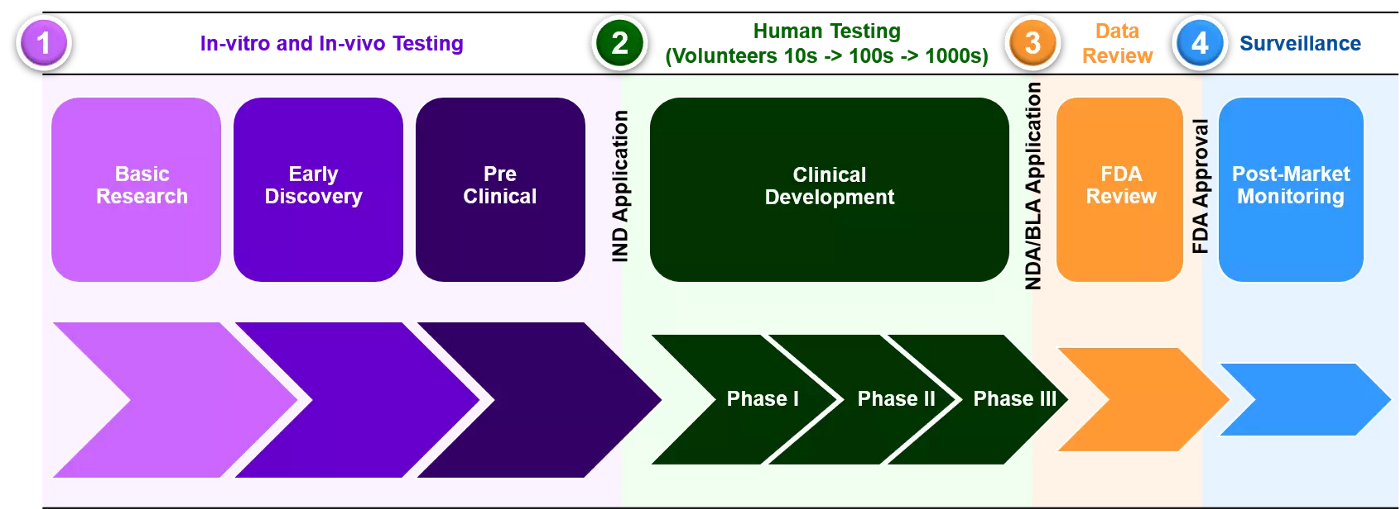 1
In-vitro and In-vivo Testing
2
Human Testing
(Volunteers 10s -> 100s -> 1000s)
3
Data
Review
4
Surveillance
Basic
Research
Early
Discovery
Pre
Clinical
IND Application
Clinical
Development
NDA/BLA Application
FDA
Review
FDA Approval
Post-Market
Monitoring
Phase I
Phase II
Phase III